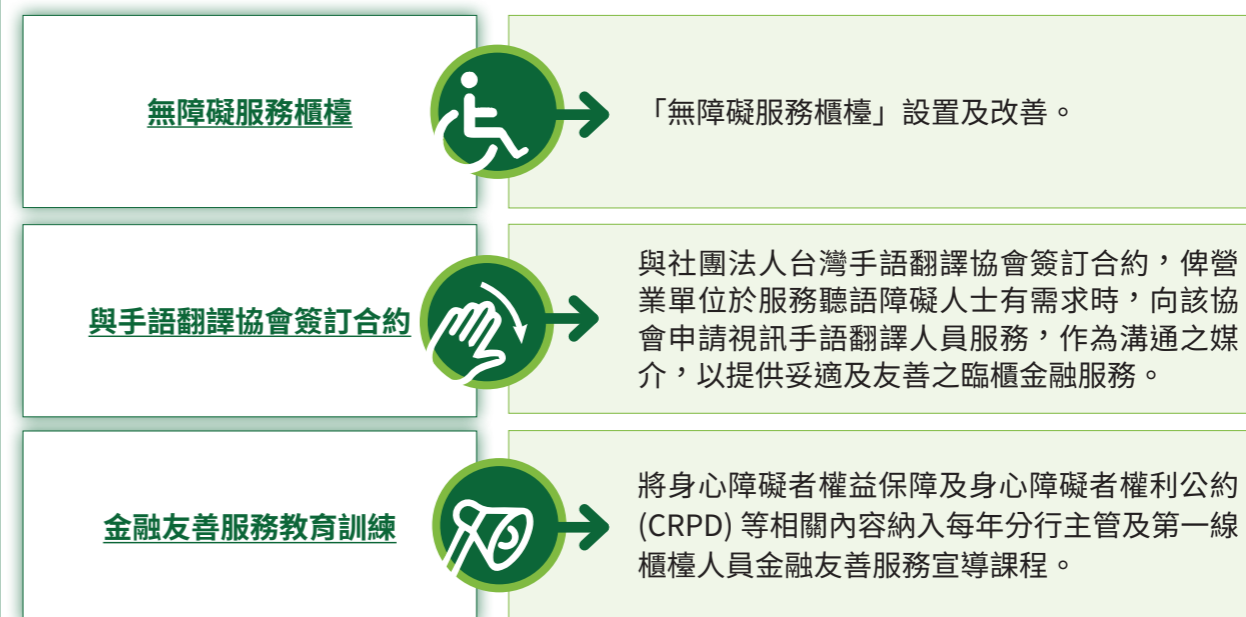 無障礙服務櫃檯
「無障礙服務櫃檯」設置及改善。
與手語翻譯協會簽訂合約
與社團法人台灣手語翻譯協會簽訂合約，俾營
業單位於服務聽語障礙人士有需求時，向該協
會申請視訊手語翻譯人員服務，作為溝通之媒
介，以提供妥適及友善之臨櫃金融服務。
金融友善服務教育訓練
將身心障礙者權益保障及身心障礙者權利公約
(CRPD) 等相關內容納入每年分行主管及第一線
櫃檯人員金融友善服務宣導課程。